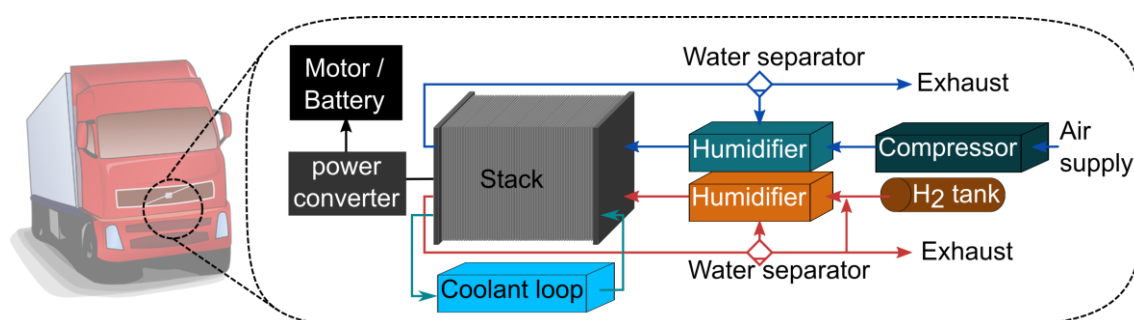 Water separator
Exhaust
Motor /
Battery
Humidifier
Compressor
Air
supply
power
converter
Stack
Humidifier
H2 tank
Exhaust
Water separator
Coolant loop